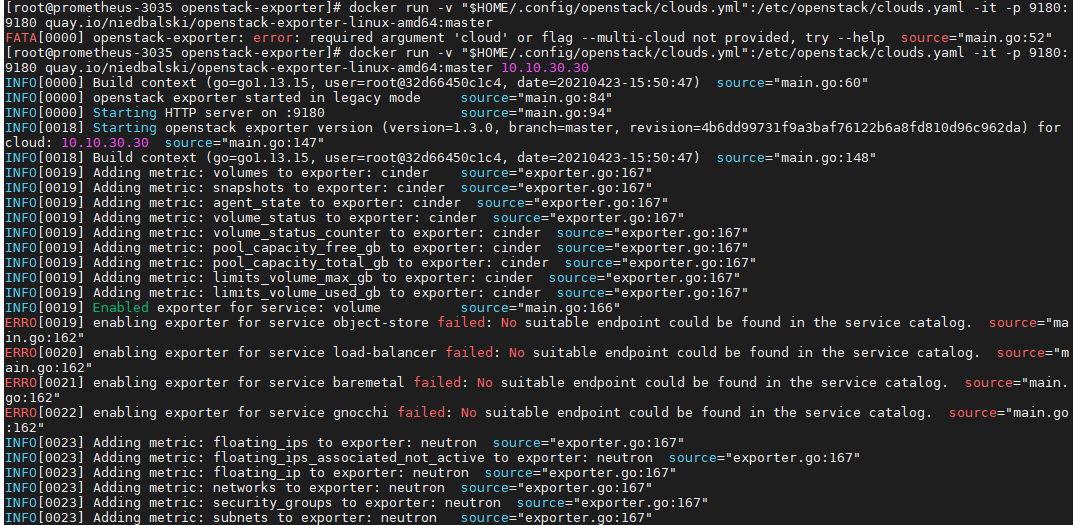 [root@prometheus-3035 openstack-exporter]# docker run -v "$HOME/.config/openstack/clouds.yml":/etc/openstack/clouds.yaml -it -p 9180:
9180 quay.io/niedbalski/openstack-exporter-linux-amd64:master
FATA[0000] openstack-exporter: error: required argument 'cloud' or flag --multi-cloud not provided, try --help  source="main.go:52"
[root@prometheus-3035 openstack-exporter]# docker run -v "$HOME/.config/openstack/clouds.yml":/etc/openstack/clouds.yaml -it -p 9180:
9180 quay.io/niedbalski/openstack-exporter-linux-amd64:master 10.10.30.30
INFO[0000] Build context (go=go1.13.15, user=root@32d66450c1c4, date=20210423-15:50:47)  source="main.go:60"
INFO[0000] openstack exporter started in legacy mode     source="main.go:84"
INFO[0000] Starting HTTP server on :9180                 source="main.go:94"
INFO[0018] Starting openstack exporter version (version=1.3.0, branch=master, revision=4b6dd99731f9a3baf76122b6a8fd810d96c962da) for
cloud: 10.10.30.30  source="main.go:147"
INFO[0018] Build context (go=go1.13.15, user=root@32d66450c1c4, date=20210423-15:50:47)  source="main.go:148"
INFO[0019] Adding metric: volumes to exporter: cinder    source="exporter.go:167"
INFO[0019] Adding metric: snapshots to exporter: cinder  source="exporter.go:167"
INFO[0019] Adding metric: agent_state to exporter: cinder  source="exporter.go:167"
INFO[0019] Adding metric: volume_status to exporter: cinder  source="exporter.go:167"
INFO[0019] Adding metric: volume_status_counter to exporter: cinder  source="exporter.go:167"
INFO[0019] Adding metric: pool_capacity_free_gb to exporter: cinder  source="exporter.go:167"
INFO[0019] Adding metric: pool_capacity_total_gb to exporter: cinder  source="exporter.go:167"
INFO[0019] Adding metric: limits_volume_max_gb to exporter: cinder  source="exporter.go:167"
INFO[0019] Adding metric: limits_volume_used_gb to exporter: cinder  source="exporter.go:167"
INFO[0019] Enabled exporter for service: volume          source="main.go:166"
ERRO[0019] enabling exporter for service object-store failed: No suitable endpoint could be found in the service catalog.  source="ma
in.go:162"
ERRO[0020] enabling exporter for service load-balancer failed: No suitable endpoint could be found in the service catalog.  source="m
ain.go:162"
ERRO[0021] enabling exporter for service baremetal failed: No suitable endpoint could be found in the service catalog.  source="main.
go:162"
ERRO[0022] enabling exporter for service gnocchi failed: No suitable endpoint could be found in the service catalog.  source="main.go
:162"
INFO[0023] Adding metric: floating_ips to exporter: neutron  source="exporter.go:167"
INFO[0023] Adding metric: floating_ips_associated_not_active to exporter: neutron  source="exporter.go:167"
INFO[0023] Adding metric: floating_ip to exporter: neutron  source="exporter.go:167"
INFO[0023] Adding metric: networks to exporter: neutron  source="exporter.go:167"
INFO[0023] Adding metric: security_groups to exporter: neutron  source="exporter.go:167"
INFO[0023] Adding metric: subnets to exporter: neutron   source="exporter.go:167"